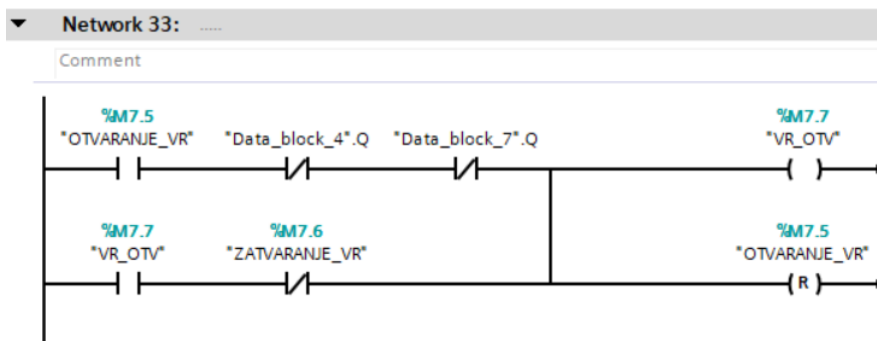 Network 33: .....
Comment
%M7.5 %M7.7
"OTVARANJE_VR" "Data_block_4".Q "Data_block_7".Q "VR_OTV"
%M7.7 %M7.6 %M7.5
"VR_OTV" "ZATVARANJE_VR" "OTVARANJE_VR"
R